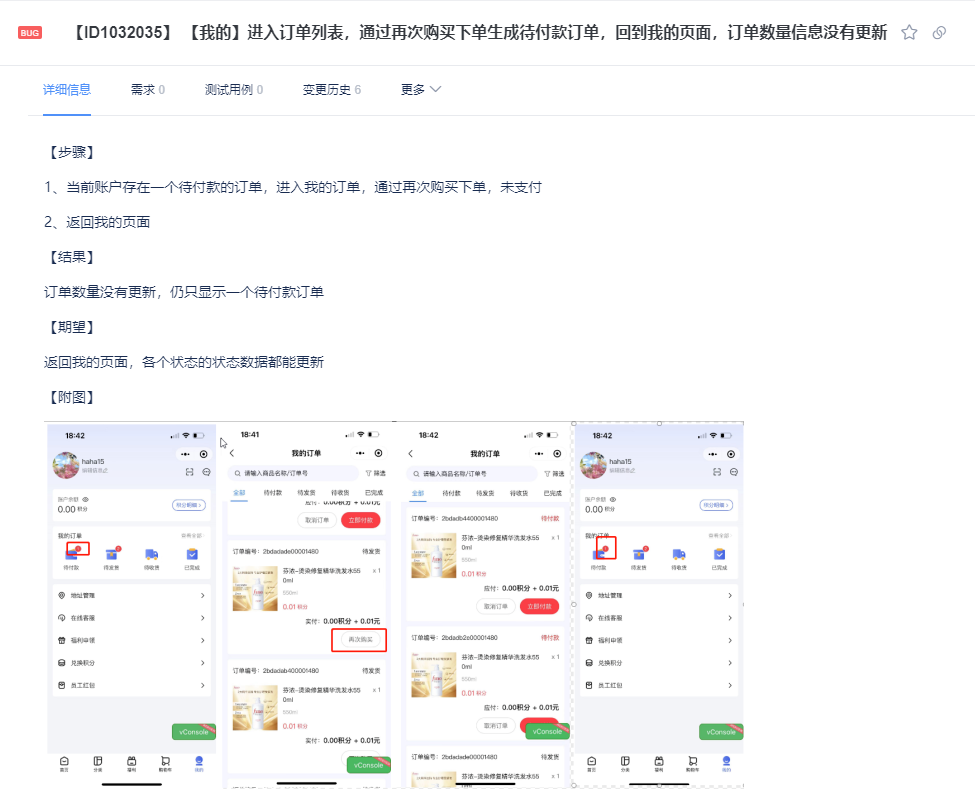 BUG 【ID1032035】 【我的】进入订单列表，通过再次购买下单生成待付款订单，回到我的页面，订单数量信息没有更新
详细信息 需求 0 测试用例 0 变更历史 6 更多
【步骤】
1、当前账户存在一个待付款的订单，进入我的订单，通过再次购买下单，未支付
2、返回我的页面
【结果】
订单数量没有更新，仍只显示一个待付款订单
【期望】
返回我的页面，各个状态的状态数据都能更新
【附图】
18:42
haha15
账户余额
0.00 积分
积分明细 >
我的订单
查看全部
待付款 待发货 待收货 已完成
地址管理
在线客服
福利申领
兑换积分
员工红包
vConsole
首页 分类 福利 购物车 我的
18:41
我的订单
请输入商品名称/订单号 筛选
全部 待付款 待发货 待收货 已完成
应付：0.00积分 + 0.01元
取消订单 立即付款
订单编号：2bdadade00001480 待发货
芬浓-烫染修复精华洗发水55 x 1
0ml
550ml
0.01 积分
实付：0.00积分 + 0.01元
再次购买
订单编号：2bdadab400001480 待发货
芬浓-烫染修复精华洗发水55 x 1
0ml
550ml
0.01 积分
实付：0.00积分 + 0.01元
vConsole
18:42
我的订单
请输入商品名称/订单号 筛选
全部 待付款 待发货 待收货 已完成
订单编号：2bdadb4400001480 待付款
芬浓-烫染修复精华洗发水55 x 1
0ml
550ml
0.01 积分
应付：0.00积分 + 0.01元
取消订单 立即付款
订单编号：2bdadb2c00001480 待付款
芬浓-烫染修复精华洗发水55 x 1
0ml
550ml
0.01 积分
应付：0.00积分 + 0.01元
取消订单
vConsole
订单编号：2bdadade00001480 待发货
芬浓-烫染修复精华洗发水55 x 1
0ml
18:42
haha15
账户余额
0.00 积分
积分明细 >
我的订单
查看全部
待付款 待发货 待收货 已完成
地址管理
在线客服
福利申领
兑换积分
员工红包
vConsole
首页 分类 福利 购物车 我的